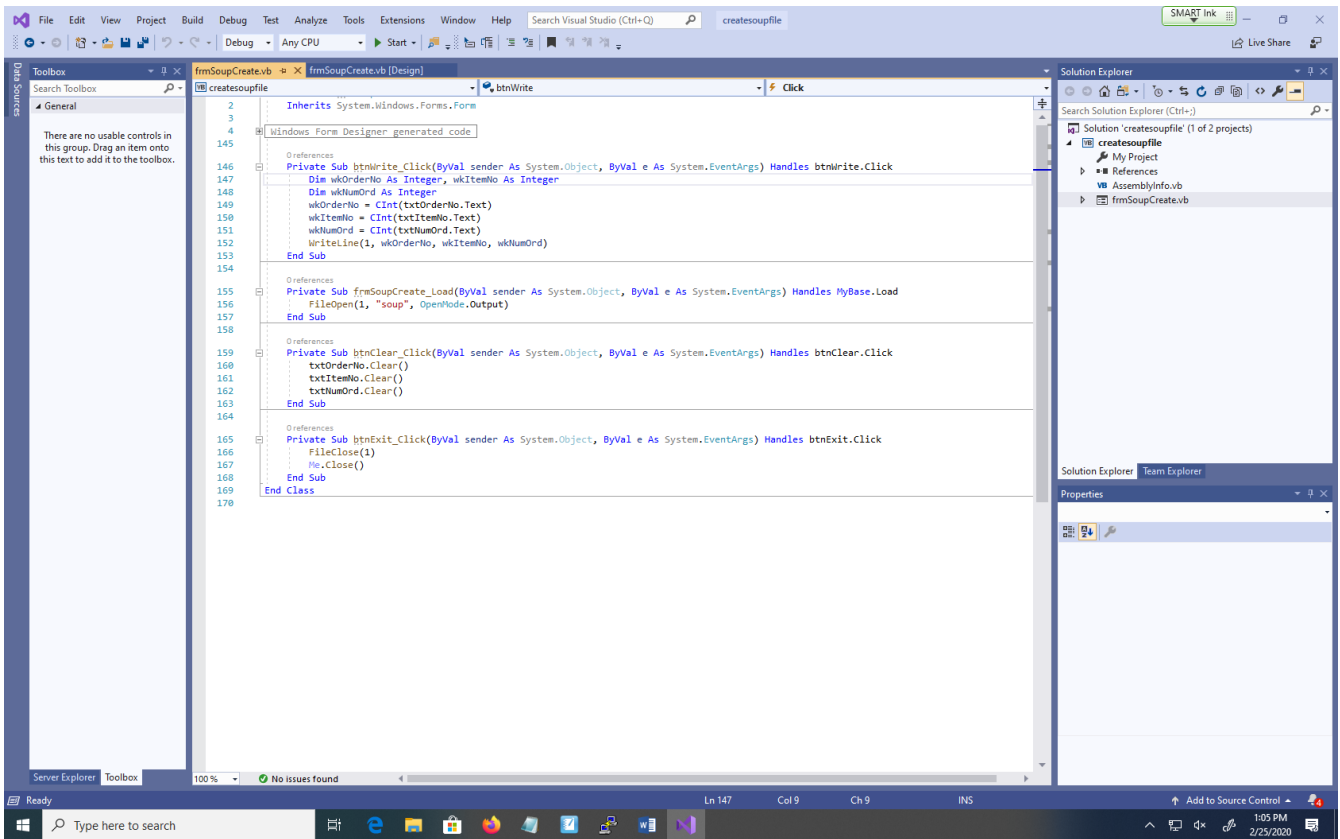 File Edit View Project Build Debug Test Analyze Tools Extensions Window Help Search Visual Studio (Ctrl+Q) createsoupfile SMART Ink
Debug Any CPU Start Live Share
Data Sources
Toolbox
Search Toolbox
General
There are no usable controls in
this group. Drag an item onto
this text to add it to the toolbox.
Server Explorer Toolbox
frmSoupCreate.vb frmSoupCreate.vb [Design]
VB createsoupfile btnWrite Click
2 Inherits System.Windows.Forms.Form
3
4 Windows Form Designer generated code
145
0 references
146 Private Sub btnWrite_Click(ByVal sender As System.Object, ByVal e As System.EventArgs) Handles btnWrite.Click
147 Dim wkOrderNo As Integer, wkItemNo As Integer
148 Dim wkNumOrd As Integer
149 wkOrderNo = CInt(txtOrderNo.Text)
150 wkItemNo = CInt(txtItemNo.Text)
151 wkNumOrd = CInt(txtNumOrd.Text)
152 WriteLine(1, wkOrderNo, wkItemNo, wkNumOrd)
153 End Sub
154
0 references
155 Private Sub frmSoupCreate_Load(ByVal sender As System.Object, ByVal e As System.EventArgs) Handles MyBase.Load
156 FileOpen(1, "soup", OpenMode.Output)
157 End Sub
158
0 references
159 Private Sub btnClear_Click(ByVal sender As System.Object, ByVal e As System.EventArgs) Handles btnClear.Click
160 txtOrderNo.Clear()
161 txtItemNo.Clear()
162 txtNumOrd.Clear()
163 End Sub
164
0 references
165 Private Sub btnExit_Click(ByVal sender As System.Object, ByVal e As System.EventArgs) Handles btnExit.Click
166 FileClose(1)
167 Me.Close()
168 End Sub
169 End Class
170
100 % No issues found
Solution Explorer
Search Solution Explorer (Ctrl+;)
Solution 'createsoupfile' (1 of 2 projects)
VB createsoupfile
My Project
References
VB AssemblyInfo.vb
frmSoupCreate.vb
Solution Explorer Team Explorer
Properties
Ready Ln 147 Col 9 Ch 9 INS Add to Source Control 4
Type here to search 1:05 PM
2/25/2020